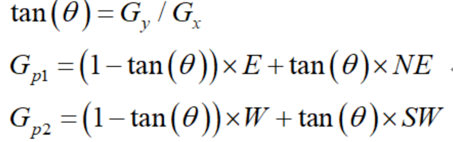 tan(θ) = G_y / G_x
G_p1 = (1 − tan(θ)) × E + tan(θ) × NE
G_p2 = (1 − tan(θ)) × W + tan(θ) × SW